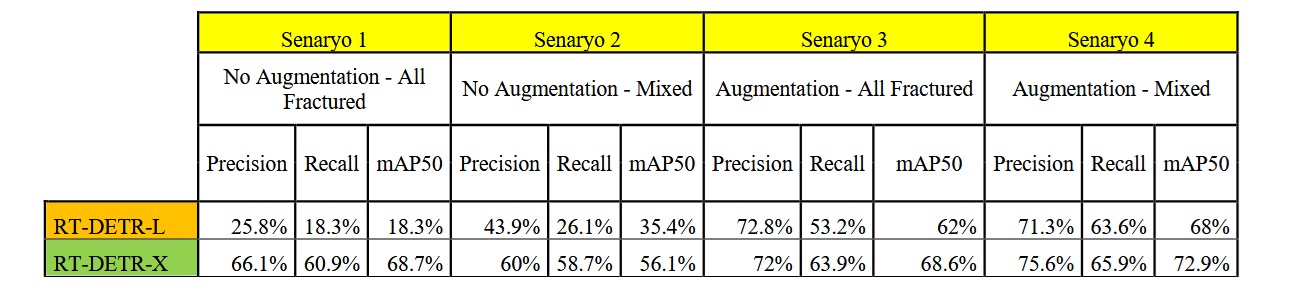 Senaryo 1 Senaryo 2 Senaryo 3 Senaryo 4
No Augmentation - All Fractured No Augmentation - Mixed Augmentation - All Fractured Augmentation - Mixed
Precision Recall mAP50 Precision Recall mAP50 Precision Recall mAP50 Precision Recall mAP50
RT-DETR-L 25.8% 18.3% 18.3% 43.9% 26.1% 35.4% 72.8% 53.2% 62% 71.3% 63.6% 68%
RT-DETR-X 66.1% 60.9% 68.7% 60% 58.7% 56.1% 72% 63.9% 68.6% 75.6% 65.9% 72.9%